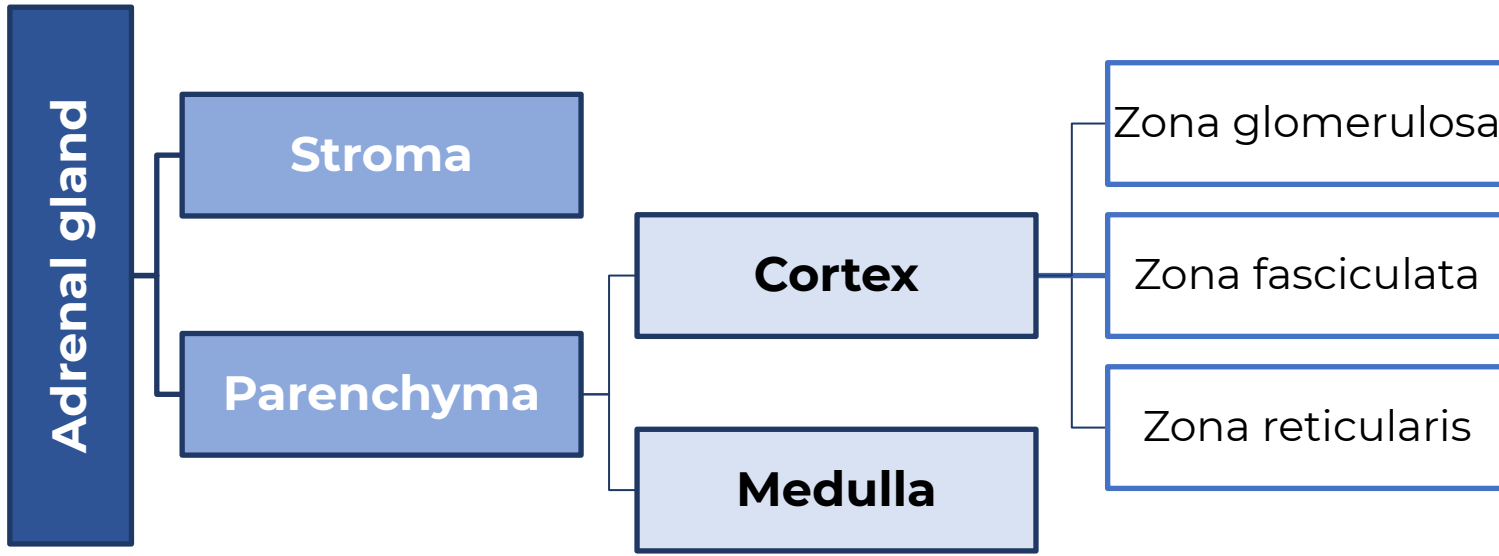 Adrenal gland
Stroma
Parenchyma
Cortex
Medulla
Zona glomerulosa
Zona fasciculata
Zona reticularis